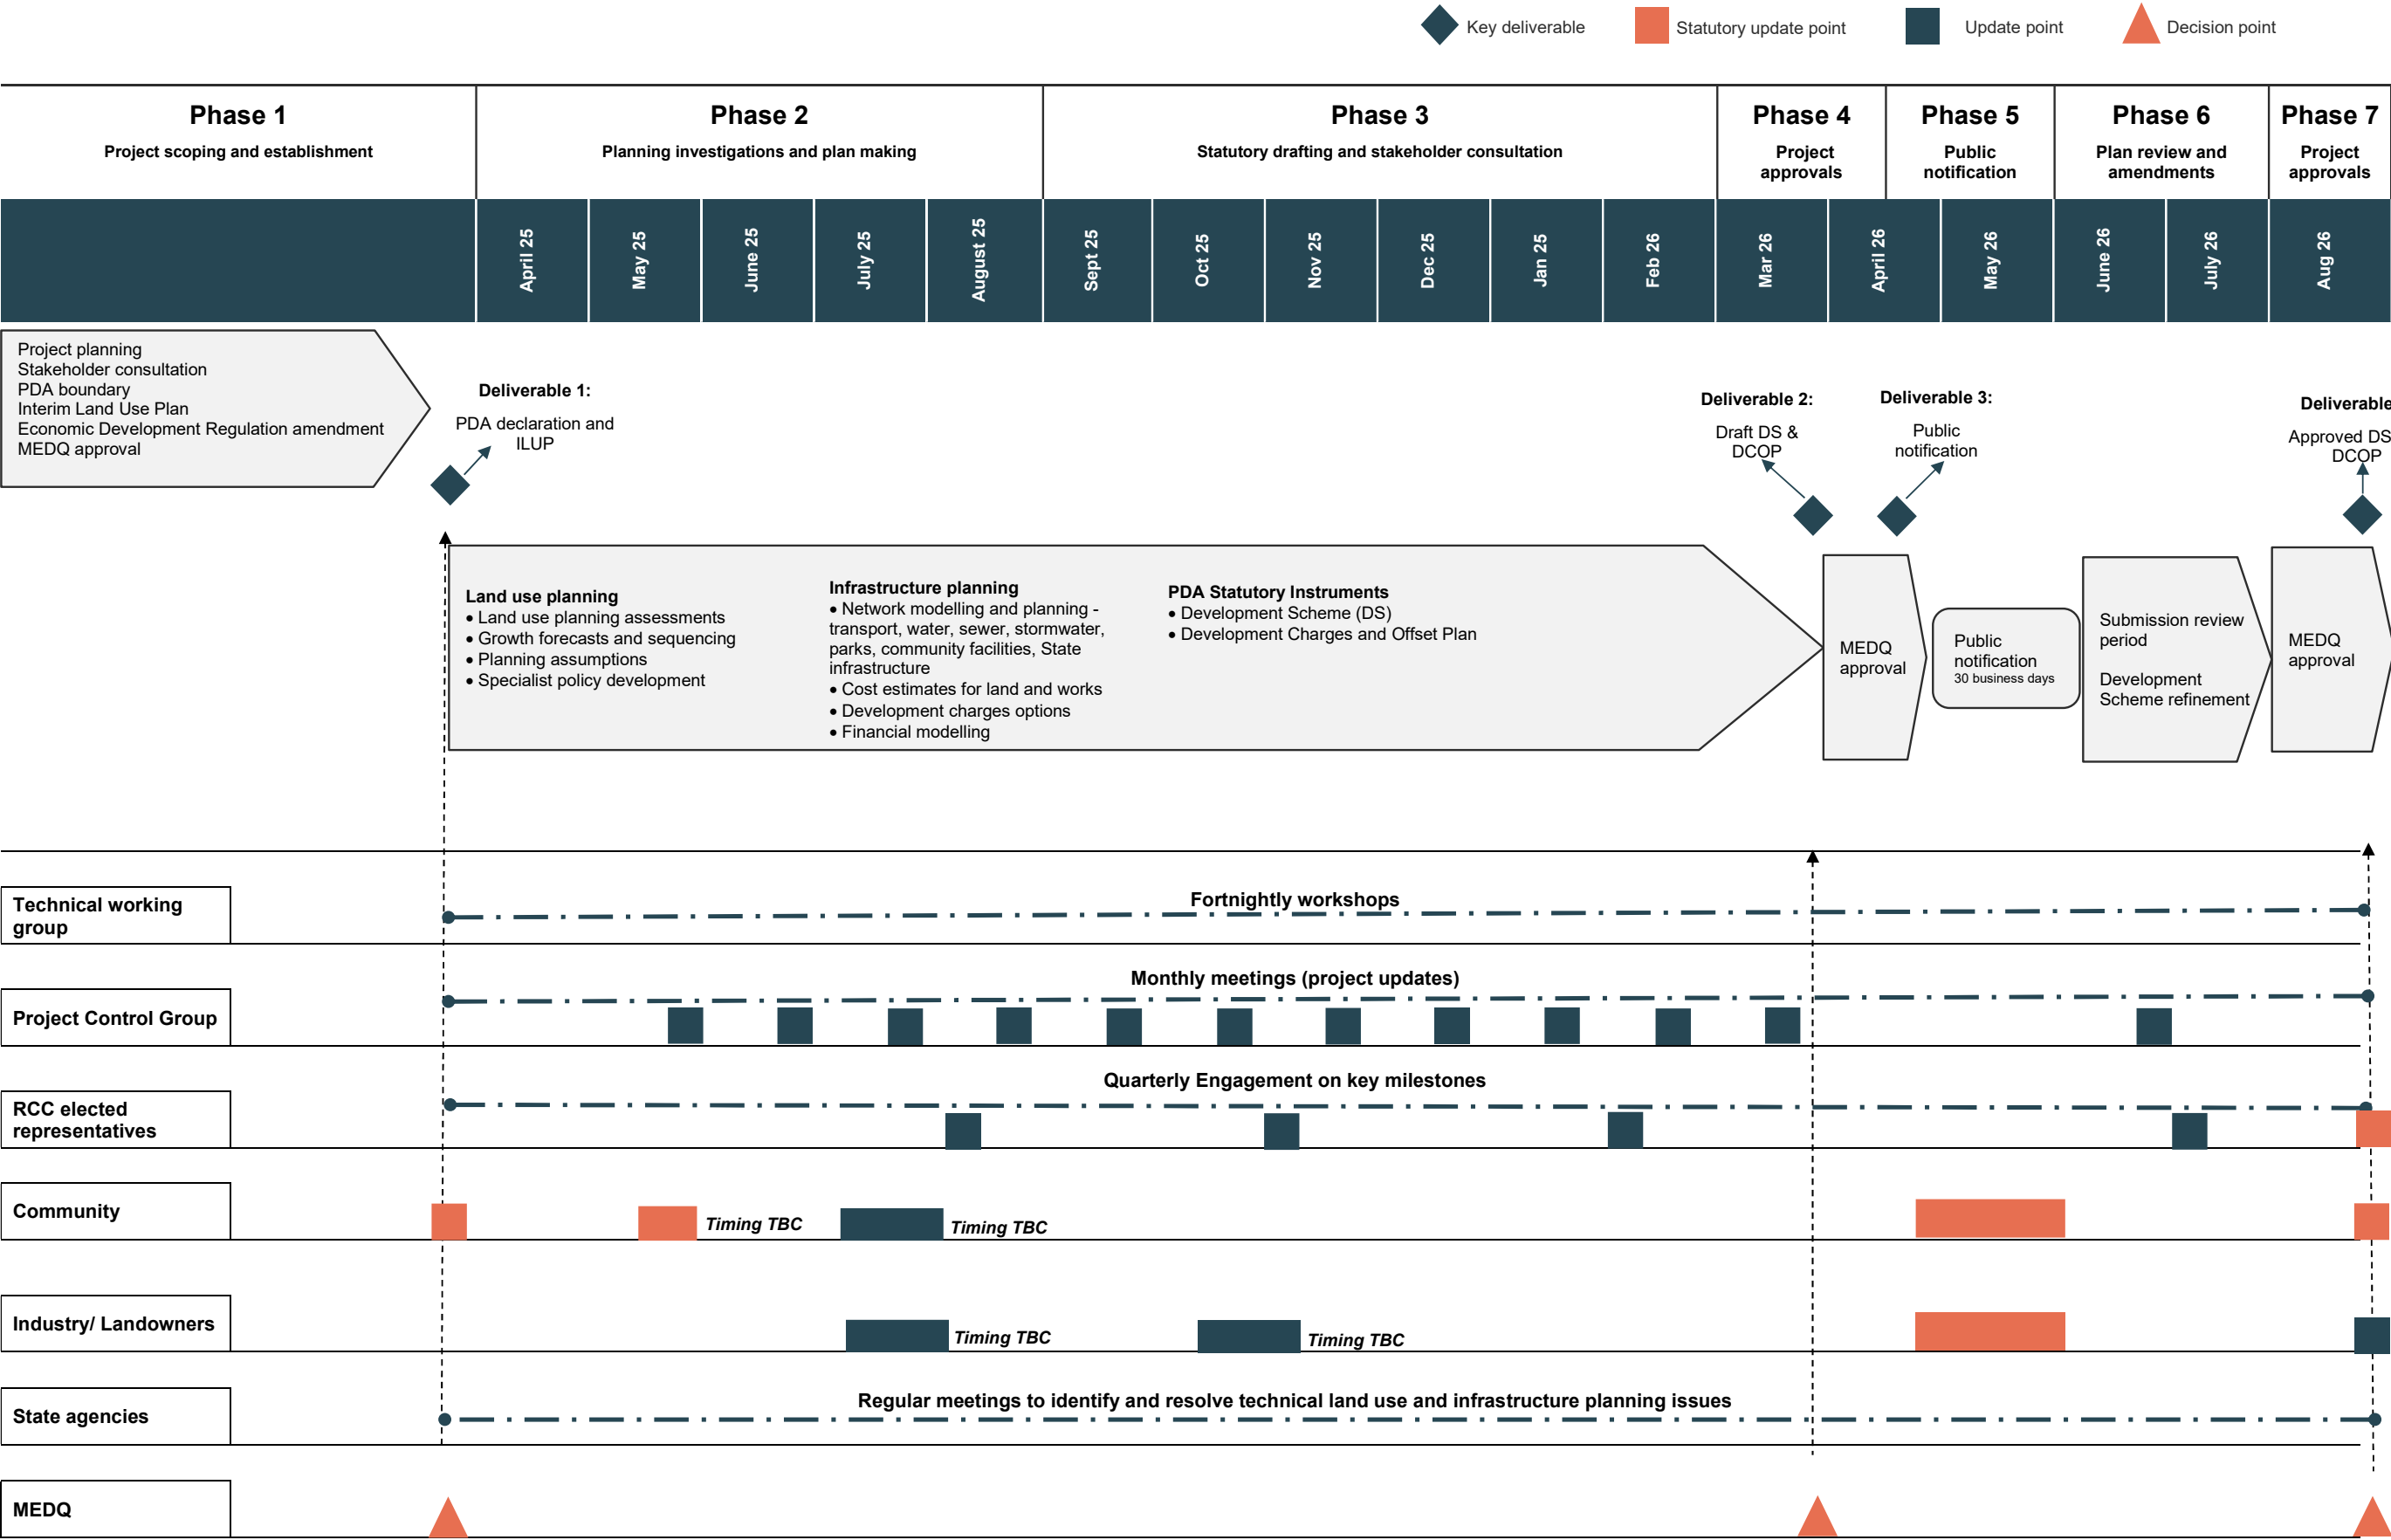 Key deliverable
Statutory update point
Update point
Decision point
Phase 1
Project scoping and establishment
Phase 2
Planning investigations and plan making
Phase 3
Statutory drafting and stakeholder consultation
Phase 4
Project
approvals
Phase 5
Public
notification
Phase 6
Plan review and
amendments
Phase 7
Project
approvals
April 25
May 25
June 25
July 25
August 25
Sept 25
Oct 25
Nov 25
Dec 25
Jan 25
Feb 26
Mar 26
April 26
May 26
June 26
July 26
Aug 26
Project planning
Stakeholder consultation
PDA boundary
Interim Land Use Plan
Economic Development Regulation amendment
MEDQ approval
Deliverable 1:
PDA declaration and
ILUP
Deliverable 2:
Draft DS &
DCOP
Deliverable 3:
Public
notification
Deliverable
Approved DS
DCOP
Land use planning
• Land use planning assessments
• Growth forecasts and sequencing
• Planning assumptions
• Specialist policy development
Infrastructure planning
• Network modelling and planning -
transport, water, sewer, stormwater,
parks, community facilities, State
infrastructure
• Cost estimates for land and works
• Development charges options
• Financial modelling
PDA Statutory Instruments
• Development Scheme (DS)
• Development Charges and Offset Plan
MEDQ
approval
Public
notification
30 business days
Submission review
period
Development
Scheme refinement
MEDQ
approval
Technical working
group
Fortnightly workshops
Project Control Group
Monthly meetings (project updates)
RCC elected
representatives
Quarterly Engagement on key milestones
Community
Timing TBC
Timing TBC
Industry/ Landowners
Timing TBC
Timing TBC
State agencies
Regular meetings to identify and resolve technical land use and infrastructure planning issues
MEDQ